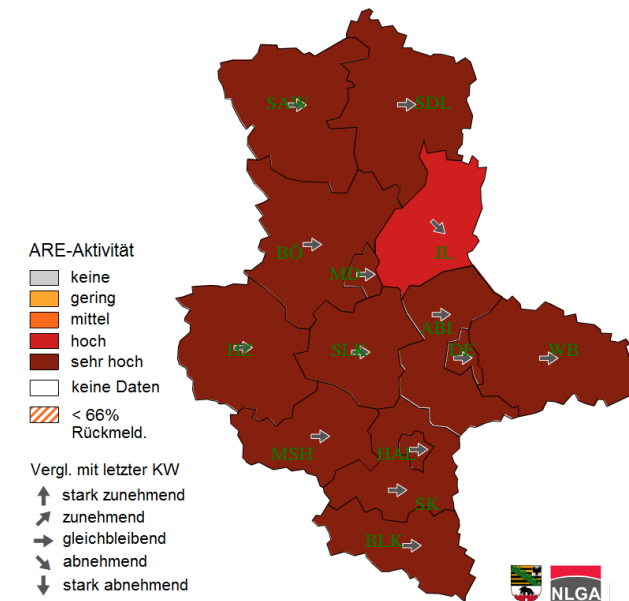 SAW
SDL
BÖ
JL
MD
ABI
HZ
SLK
DE
WB
MSH
HAL
SK
BLK
ARE-Aktivität
keine
gering
mittel
hoch
sehr hoch
keine Daten
< 66%
Rückmeld.
Vergl. mit letzter KW
stark zunehmend
zunehmend
gleichbleibend
abnehmend
stark abnehmend
NLGA